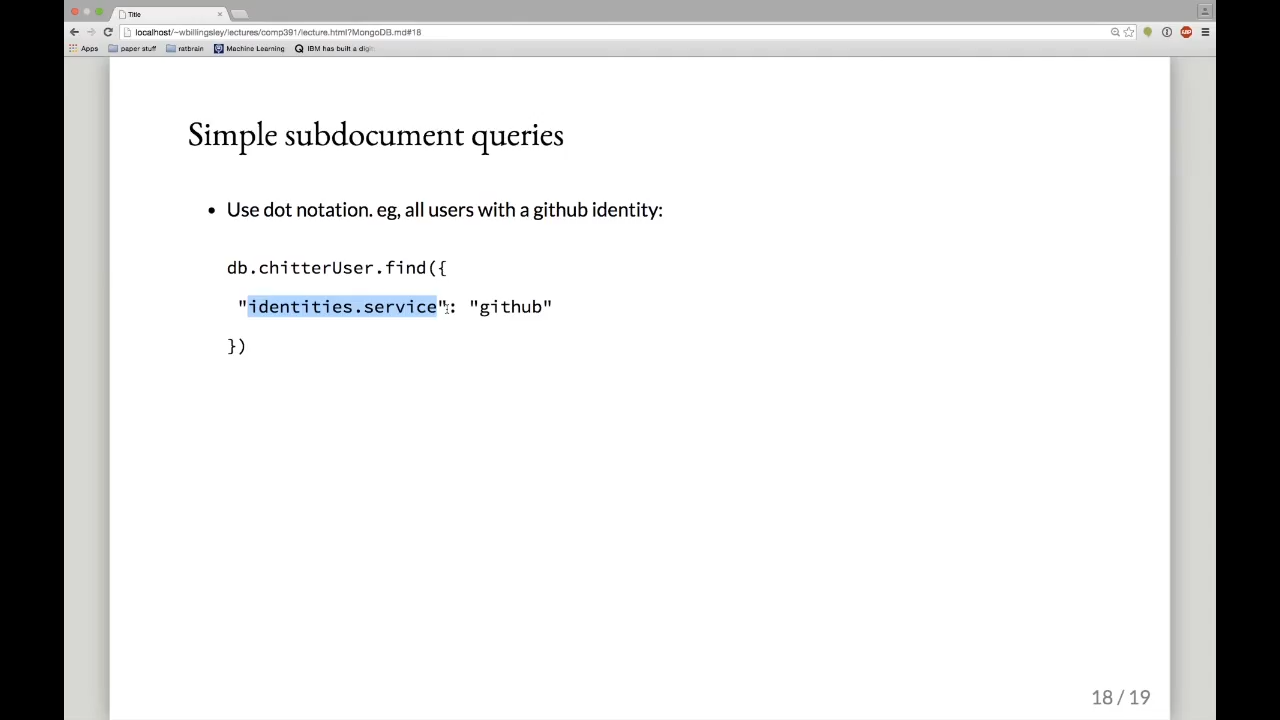 Title
localhost/~wbillingsley/lectures/comp391/lecture.html?MongoDB.md#18
Apps paper stuff ratbrain Machine Learning IBM has built a digi
Simple subdocument queries
• Use dot notation. eg, all users with a github identity:
db.chitterUser.find({
"identities.service": "github"
})
18 / 19